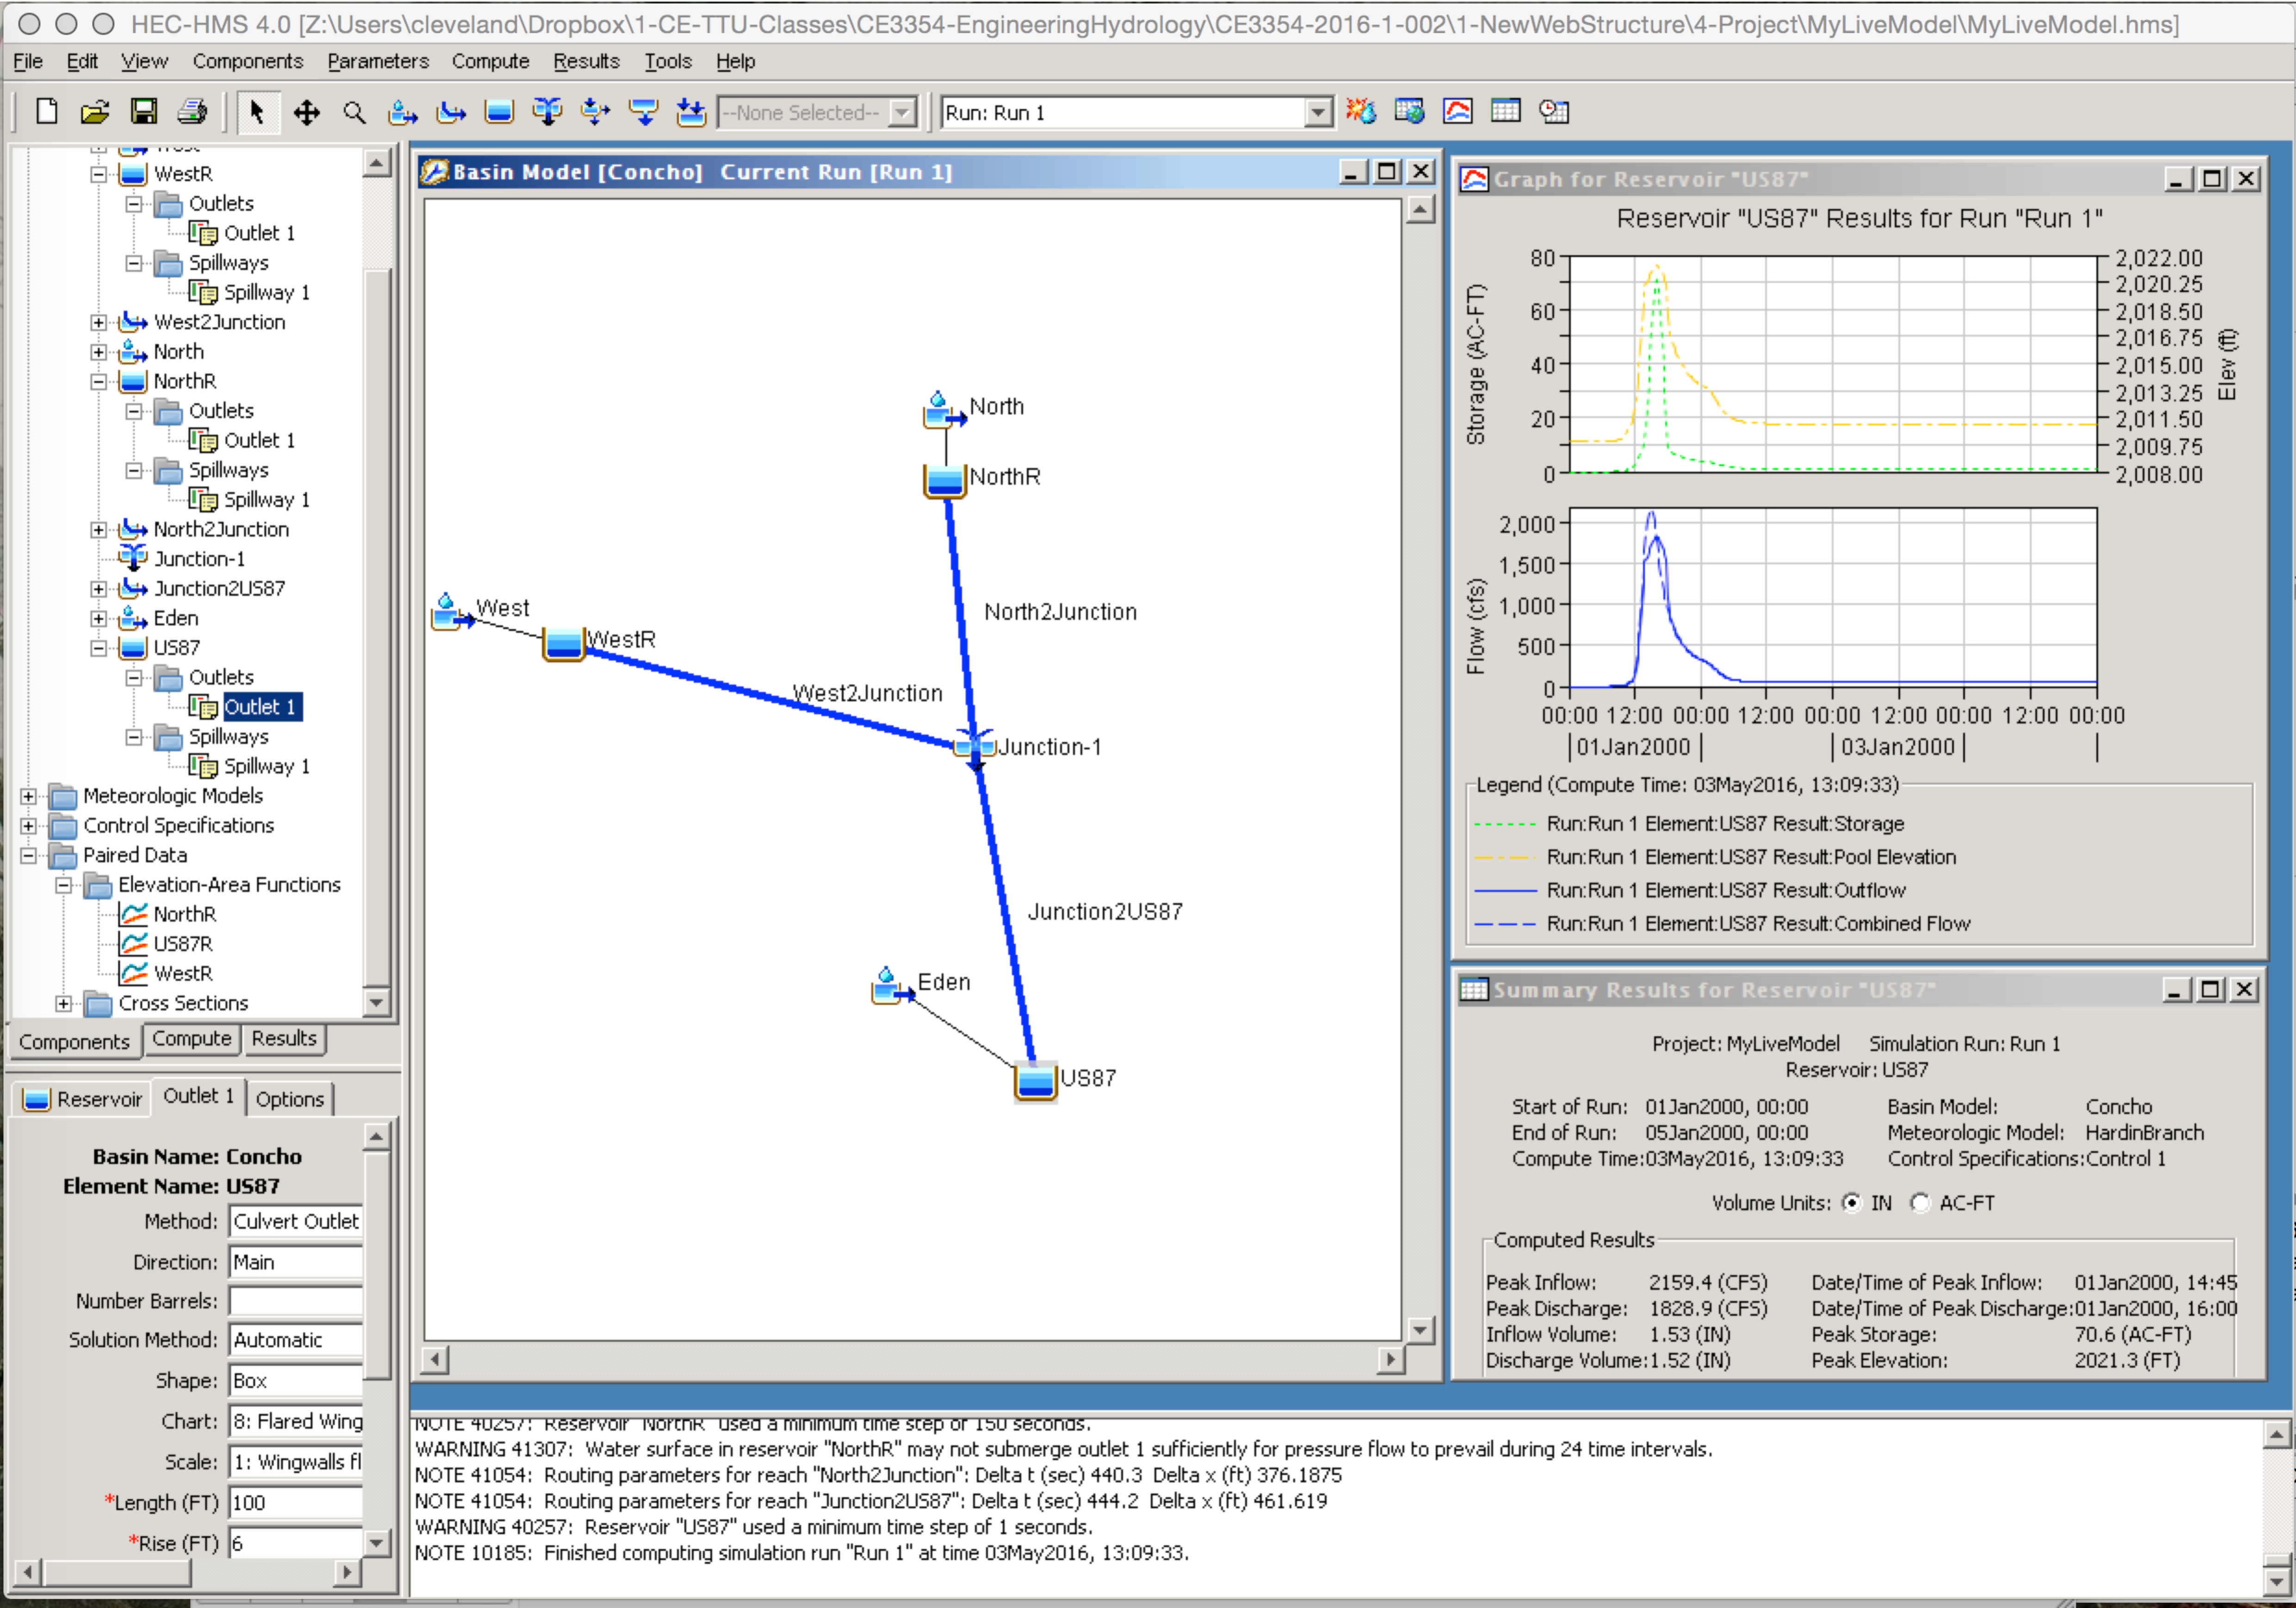 HEC-HMS 4.0 [Z:\Users\cleveland\Dropbox\1-CE-TTU-Classes\CE3354-EngineeringHydrology\CE3354-2016-1-002\1-NewWebStructure\4-Project\MyLiveModel\MyLiveModel.hms]
File Edit View Components Parameters Compute Results Tools Help
--None Selected-- Run: Run 1
WestR
Outlets
Outlet 1
Spillways
Spillway 1
West2Junction
North
NorthR
Outlets
Outlet 1
Spillways
Spillway 1
North2Junction
Junction-1
Junction2US87
Eden
US87
Outlets
Outlet 1
Spillways
Spillway 1
Meteorologic Models
Control Specifications
Paired Data
Elevation-Area Functions
NorthR
US87R
WestR
Cross Sections
Components Compute Results
Reservoir Outlet 1 Options
Basin Name: Concho
Element Name: US87
Method: Culvert Outlet
Direction: Main
Number Barrels:
Solution Method: Automatic
Shape: Box
Chart: 8: Flared Wing
Scale: 1: Wingwalls fl
*Length (FT) 100
*Rise (FT) 6
Basin Model [Concho] Current Run [Run 1]
North
NorthR
North2Junction
West
WestR
West2Junction
Junction-1
Junction2US87
Eden
US87
Graph for Reservoir "US87"
Reservoir "US87" Results for Run "Run 1"
Storage (AC-FT)
80
60
40
20
0
2,022.00
2,020.25
2,018.50
2,016.75
2,015.00
2,013.25
2,011.50
2,009.75
2,008.00
Elev (ft)
Flow (cfs)
2,000
1,500
1,000
500
0
00:00 12:00 00:00 12:00 00:00 12:00 00:00 12:00 00:00
01Jan2000 03Jan2000
Legend (Compute Time: 03May2016, 13:09:33)
Run:Run 1 Element:US87 Result:Storage
Run:Run 1 Element:US87 Result:Pool Elevation
Run:Run 1 Element:US87 Result:Outflow
Run:Run 1 Element:US87 Result:Combined Flow
Summary Results for Reservoir "US87"
Project: MyLiveModel Simulation Run: Run 1
Reservoir: US87
Start of Run: 01Jan2000, 00:00 Basin Model: Concho
End of Run: 05Jan2000, 00:00 Meteorologic Model: HardinBranch
Compute Time:03May2016, 13:09:33 Control Specifications:Control 1
Volume Units: IN AC-FT
Computed Results
Peak Inflow: 2159.4 (CFS) Date/Time of Peak Inflow: 01Jan2000, 14:45
Peak Discharge: 1828.9 (CFS) Date/Time of Peak Discharge:01Jan2000, 16:00
Inflow Volume: 1.53 (IN) Peak Storage: 70.6 (AC-FT)
Discharge Volume:1.52 (IN) Peak Elevation: 2021.3 (FT)
NOTE 40257: Reservoir "NorthR" used a minimum time step of 150 seconds.
WARNING 41307: Water surface in reservoir "NorthR" may not submerge outlet 1 sufficiently for pressure flow to prevail during 24 time intervals.
NOTE 41054: Routing parameters for reach "North2Junction": Delta t (sec) 440.3 Delta x (ft) 376.1875
NOTE 41054: Routing parameters for reach "Junction2US87": Delta t (sec) 444.2 Delta x (ft) 461.619
WARNING 40257: Reservoir "US87" used a minimum time step of 1 seconds.
NOTE 10185: Finished computing simulation run "Run 1" at time 03May2016, 13:09:33.